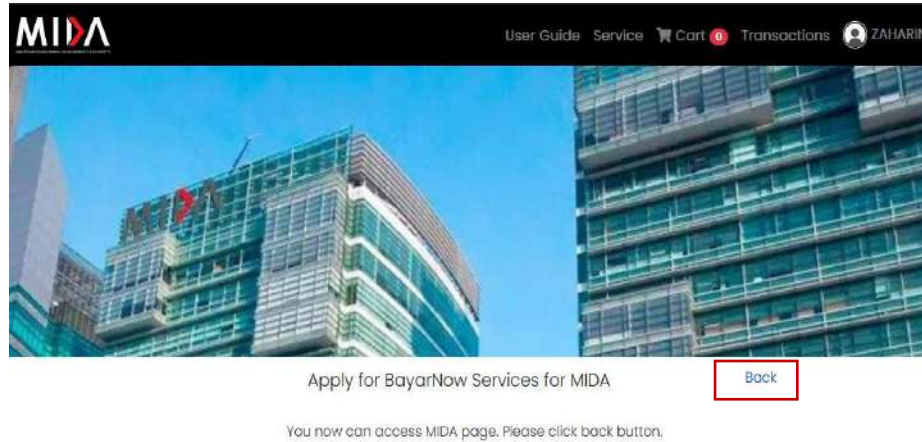 MIDA
User Guide Service Cart 0 Transactions ZAHARIN
MIDA
Apply for BayarNow Services for MIDA
Back
You now can access MIDA page. Please click back button.